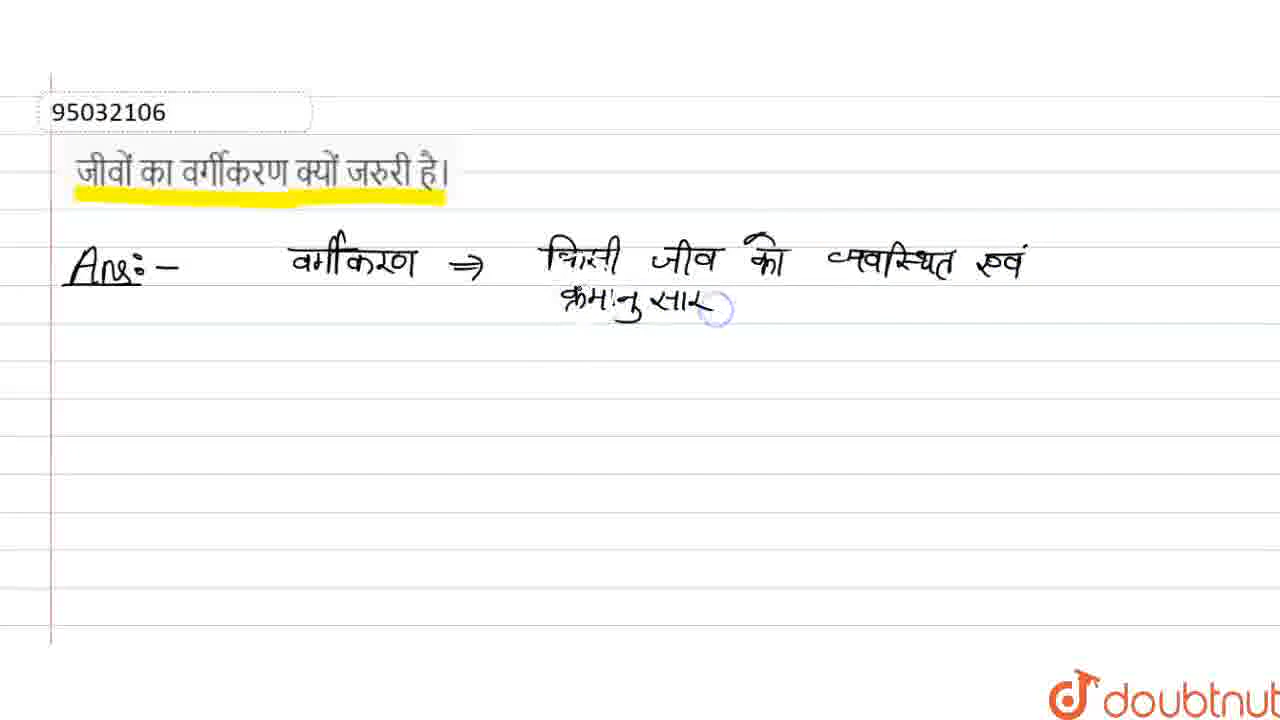 95032106
जीवों का वर्गीकरण क्यों जरुरी है।
Ans:- वर्गीकरण ⇒ किसी जीव को व्यवस्थित एवं
क्रमानुसार
doubtnut